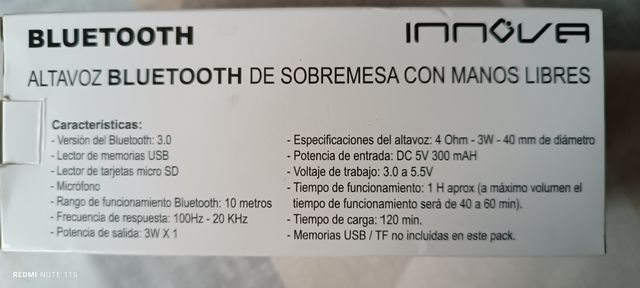 BLUETOOTH
INNOVA
ALTAVOZ BLUETOOTH DE SOBREMESA CON MANOS LIBRES
Características:
- Versión del Bluetooth: 3.0
- Lector de memorias USB
- Lector de tarjetas micro SD
- Micrófono
- Rango de funcionamiento Bluetooth: 10 metros
- Frecuencia de respuesta: 100Hz - 20 KHz
- Potencia de salida: 3W X 1
- Especificaciones del altavoz: 4 Ohm - 3W - 40 mm de diámetro
- Potencia de entrada: DC 5V 300 mAH
- Voltaje de trabajo: 3.0 a 5.5V
- Tiempo de funcionamiento: 1 H aprox (a máximo volumen el
tiempo de funcionamiento será de 40 a 60 min).
- Tiempo de carga: 120 min.
- Memorias USB / TF no incluidas en este pack.
REDMI NOTE 11S